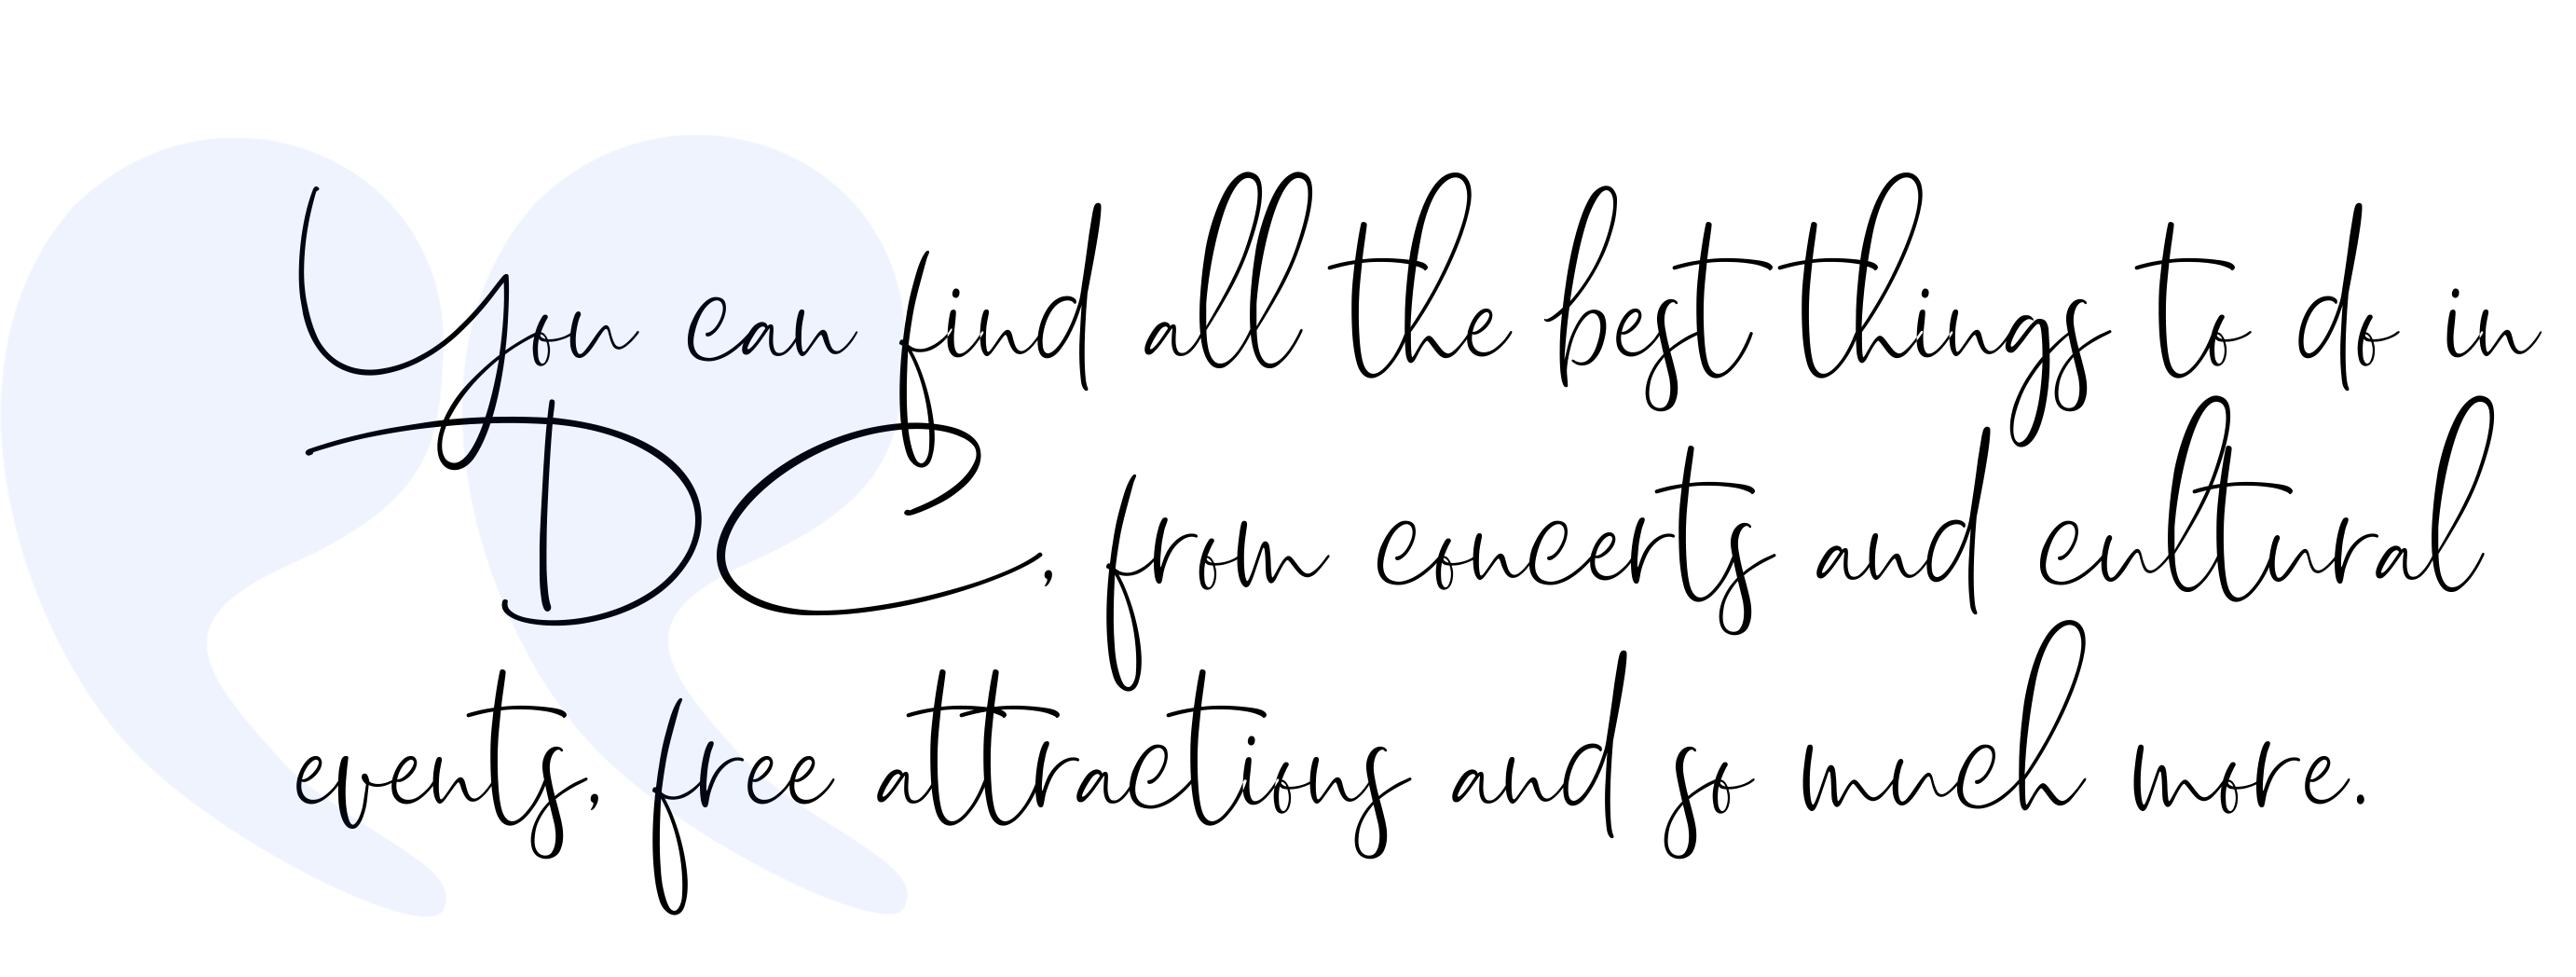 You can find all the best things to do in
DC, from concerts and cultural
events, free attractions and so much more.